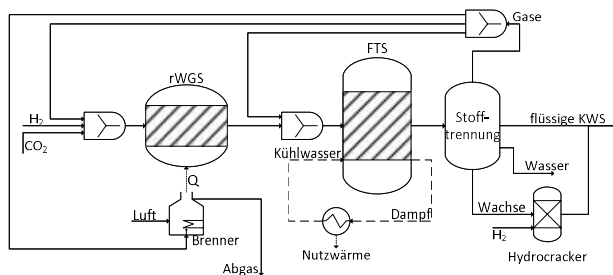 Gase
FTS
rWGS
H2
CO2
Stoff-
trennung
flüssige KWS
Kühlwasser
Wasser
Q
Luft
Brenner
Dampf
Wachse
H2
Nutzwärme
Hydrocracker
Abgas